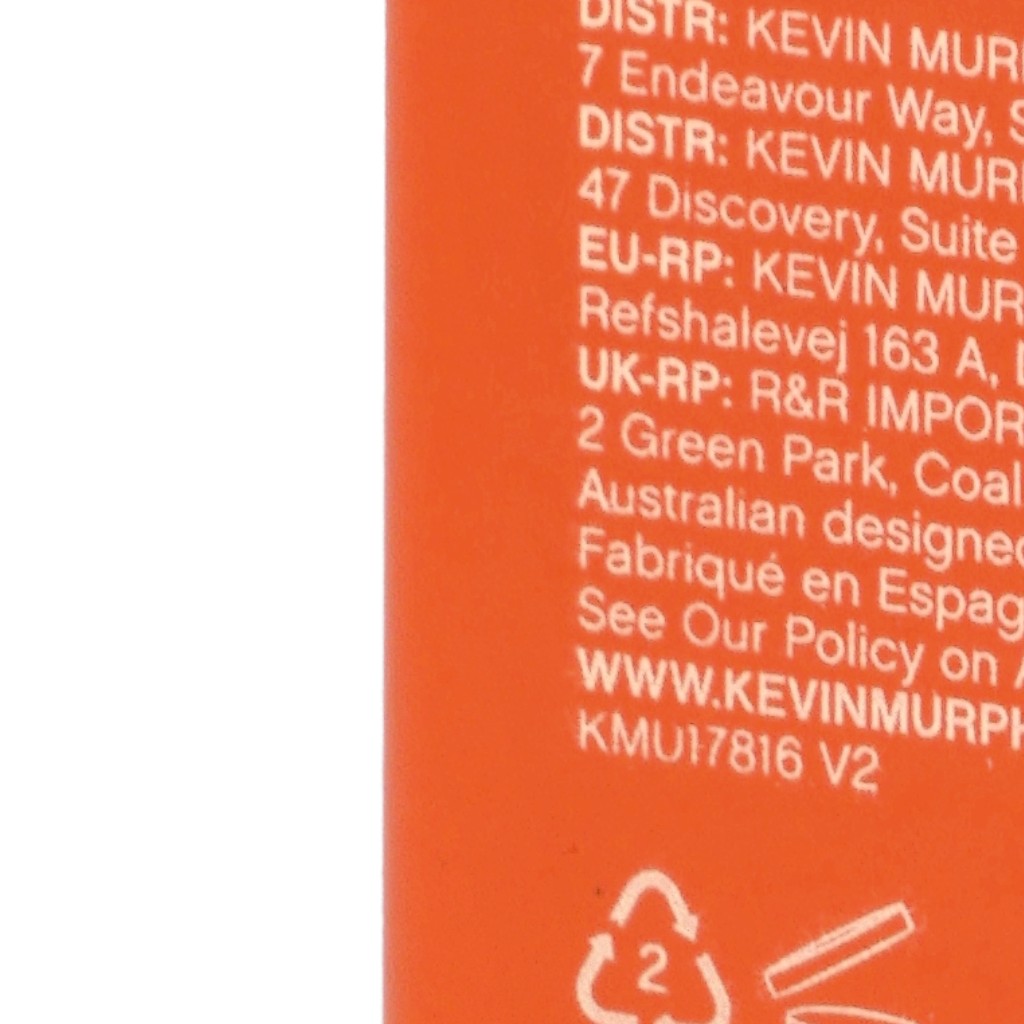 DISTR: KEVIN MUR
7 Endeavour Way, S
DISTR: KEVIN MUR
47 Discovery, Suite
EU-RP: KEVIN MUR
Refshalevej 163 A,
UK-RP: R&R IMPOR
2 Green Park, Coal
Australian designed
Fabriqué en Espag
See Our Policy on A
WWW.KEVINMURPH
KMU17816 V2
2